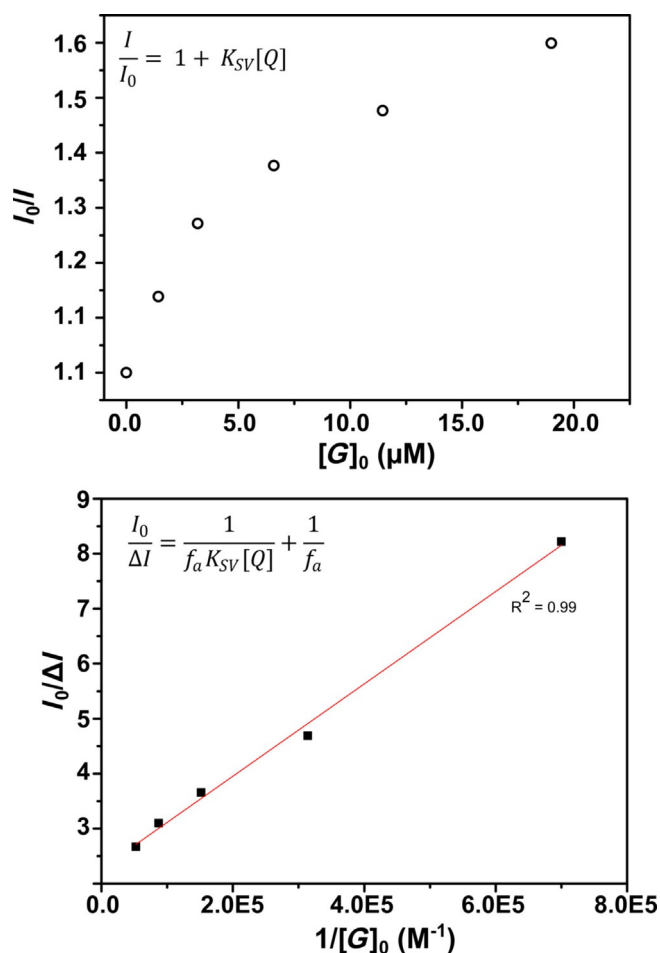 1.6
1.5
1.4
1.3
1.2
1.1
1.1
I/I₀ = 1 + K_SV[Q]
I₀/I
0.0 5.0 10.0 15.0 20.0
[G]₀ (µM)
9
8
7
6
5
4
3
I₀/ΔI = 1/(fₐK_SV[Q]) + 1/fₐ
R² = 0.99
I₀/ΔI
0.0 2.0E5 4.0E5 6.0E5 8.0E5
1/[G]₀ (M⁻¹)